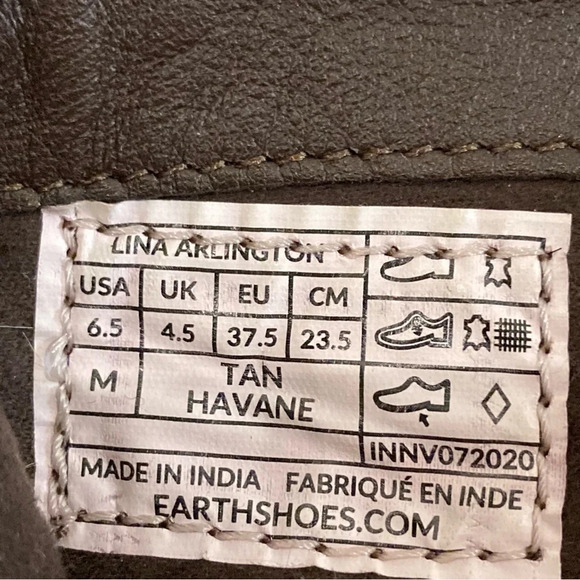 LINA ARLINGTON
USA UK EU CM
6.5 4.5 37.5 23.5
M TAN
HAVANE
INNV072020
MADE IN INDIA FABRIQUÉ EN INDE
EARTHSHOES.COM